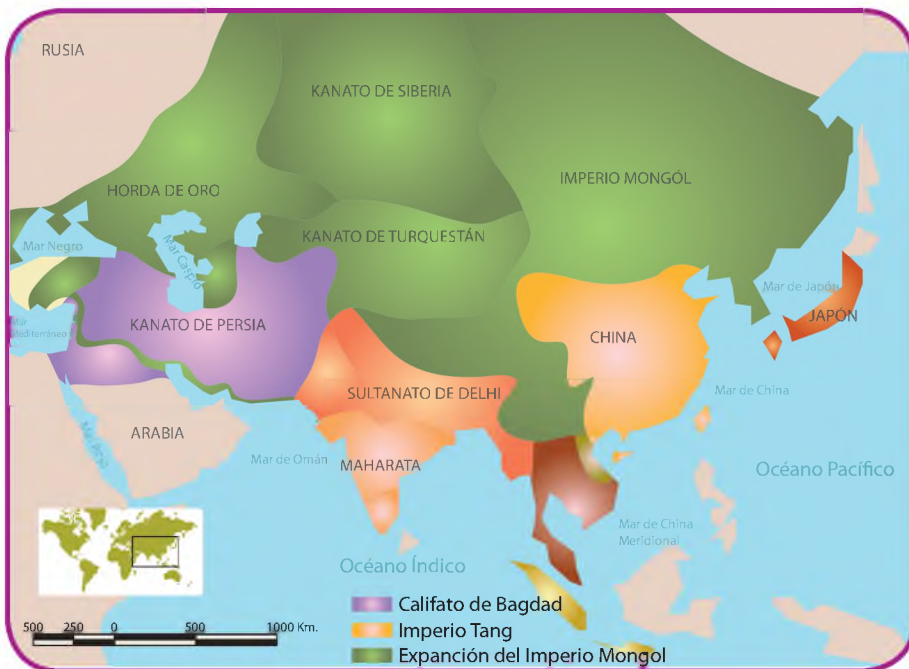 RUSIA
KANATO DE SIBERIA
HORDA DE ORO
IMPERIO MONGÓL
Mar Negro
Mar Caspio
KANATO DE TURQUESTÁN
Mar
Mediterráneo
KANATO DE PERSIA
CHINA
Mar de Japón
JAPÓN
SULTANATO DE DELHI
Mar de China
ARABIA
Mar Rojo
Mar de Omán
MAHARATA
Océano Pacífico
Mar de China
Meridional
Océano Índico
Califato de Bagdad
Imperio Tang
Expanción del Imperio Mongol
500 250 0 500 1000 Km.